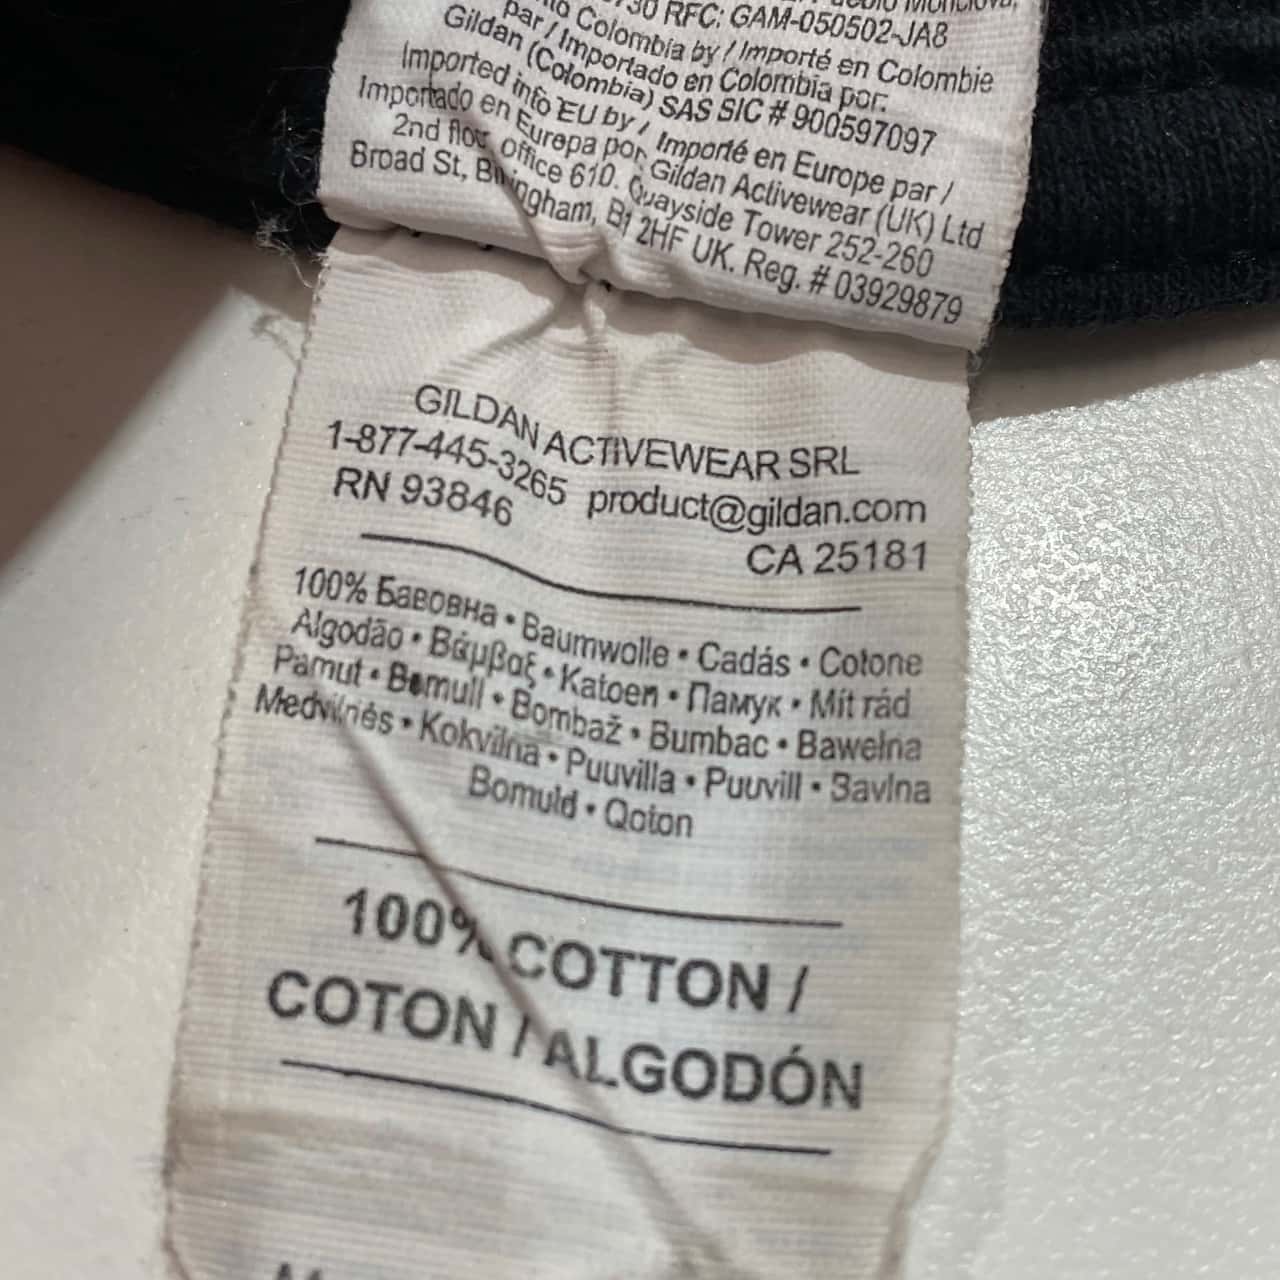 730 RFC: GAM-050502-JA8
Colombia by / Importé en Colombie
par / Importado en Colombia por:
Gildan (Colombia) SAS SIC # 900597097
Imported into EU by / Importé en Europe par /
Importado en Europa por: Gildan Activewear (UK) Ltd
2nd floor, office 610. Quayside Tower 252-260
Broad St, Birmingham, B1 2HF UK. Reg. # 03929879
GILDAN ACTIVEWEAR SRL
1-877-445-3265 product@gildan.com
RN 93846 CA 25181
100% Бавовна • Baumwolle • Cadás • Cotone
Algodão • Βάμβαξ • Katoen • Памук • Mít rád
Pamut • Bomull • Bombaž • Bumbac • Bawełna
Medvilnės • Kokvilna • Puuvilla • Puuvill • Bavlna
Bomuld • Qoton
100% COTTON /
COTON / ALGODÓN